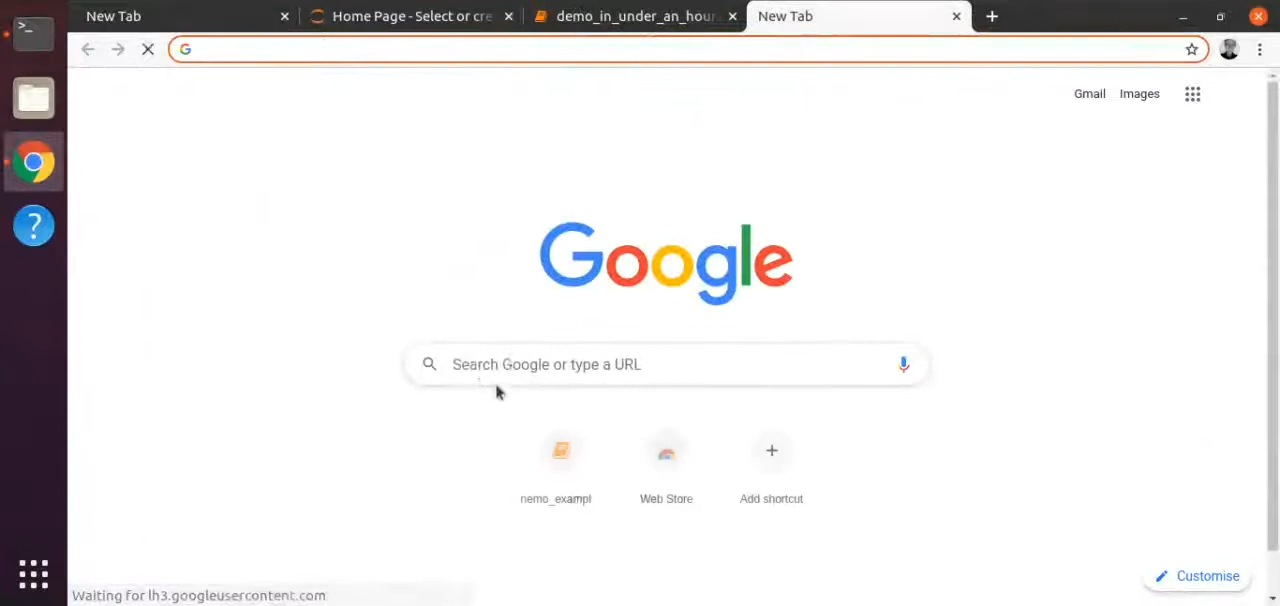 New Tab
Home Page - Select or cre
demo_in_under_an_hour
New Tab
Gmail
Images
Google
Search Google or type a URL
nemo_exampl
Web Store
Add shortcut
Customise
Waiting for lh3.googleusercontent.com